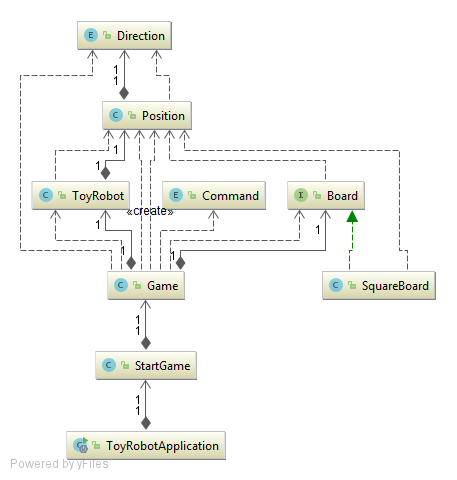 E Direction
1
1
C Position
1
1
C ToyRobot
E Command
I Board
«create»
1
1
1
1
C Game
C SquareBoard
1
1
C StartGame
1
1
C ToyRobotApplication
Powered by yFiles